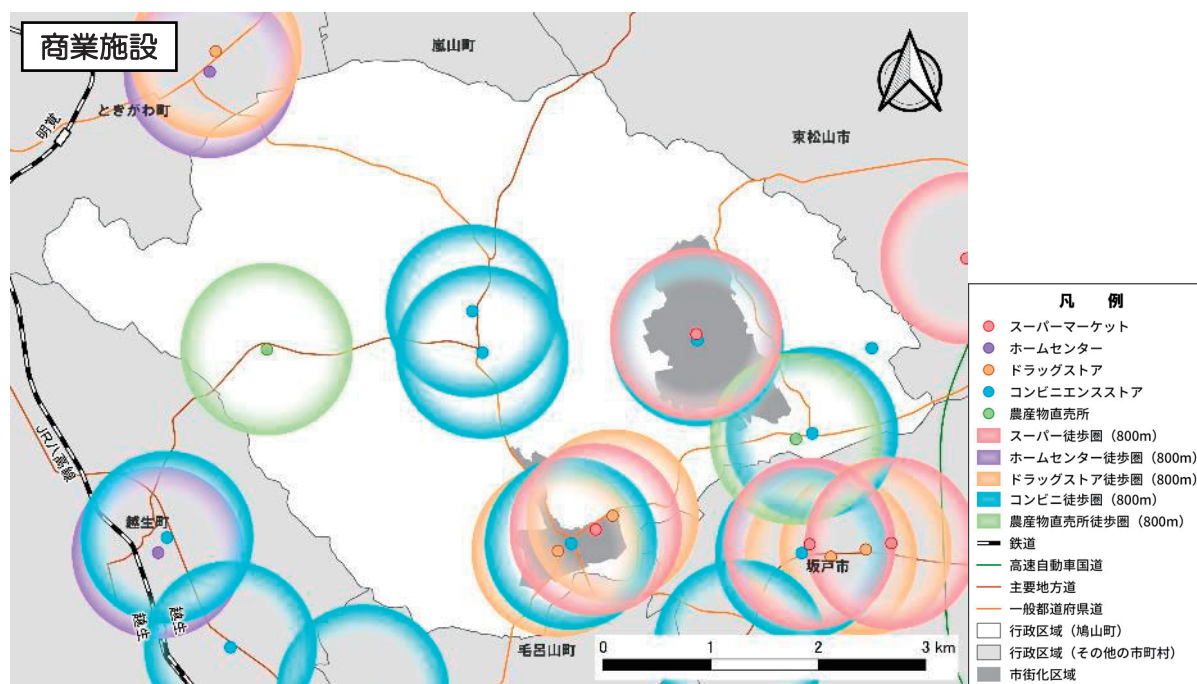 商業施設
嵐山町
ときがわ町
明覚
東松山市
JR八高線
越生町
越生
越生
坂戸市
毛呂山町
0 1 2 3 km
凡 例
スーパーマーケット
ホームセンター
ドラッグストア
コンビニエンスストア
農産物直売所
スーパー徒歩圏（800m）
ホームセンター徒歩圏（800m）
ドラッグストア徒歩圏（800m）
コンビニ徒歩圏（800m）
農産物直売所徒歩圏（800m）
鉄道
高速自動車国道
主要地方道
一般都道府県道
行政区域（鳩山町）
行政区域（その他の市町村）
市街化区域